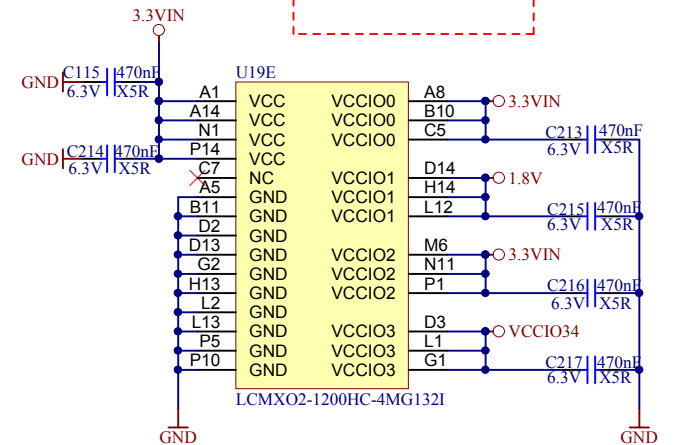 3.3VIN
C115 470nF
GND 6.3V X5R
U19E
A1 VCC VCCIO0 A8 3.3VIN
A14 VCC VCCIO0 B10
N1 VCC VCCIO0 C5 C213 470nF
6.3V X5R
C214 470nF P14 VCC
GND 6.3V X5R
C7 NC VCCIO1 D14 1.8V
A5 GND VCCIO1 H14
B11 GND VCCIO1 L12 C215 470nF
6.3V X5R
D2 GND
D13 GND VCCIO2 M6 3.3VIN
G2 GND VCCIO2 N11
H13 GND VCCIO2 P1 C216 470nF
6.3V X5R
L2 GND
L13 GND VCCIO3 D3 VCCIO34
P5 GND VCCIO3 L1
P10 GND VCCIO3 G1 C217 470nF
6.3V X5R
LCMXO2-1200HC-4MG132I
GND GND